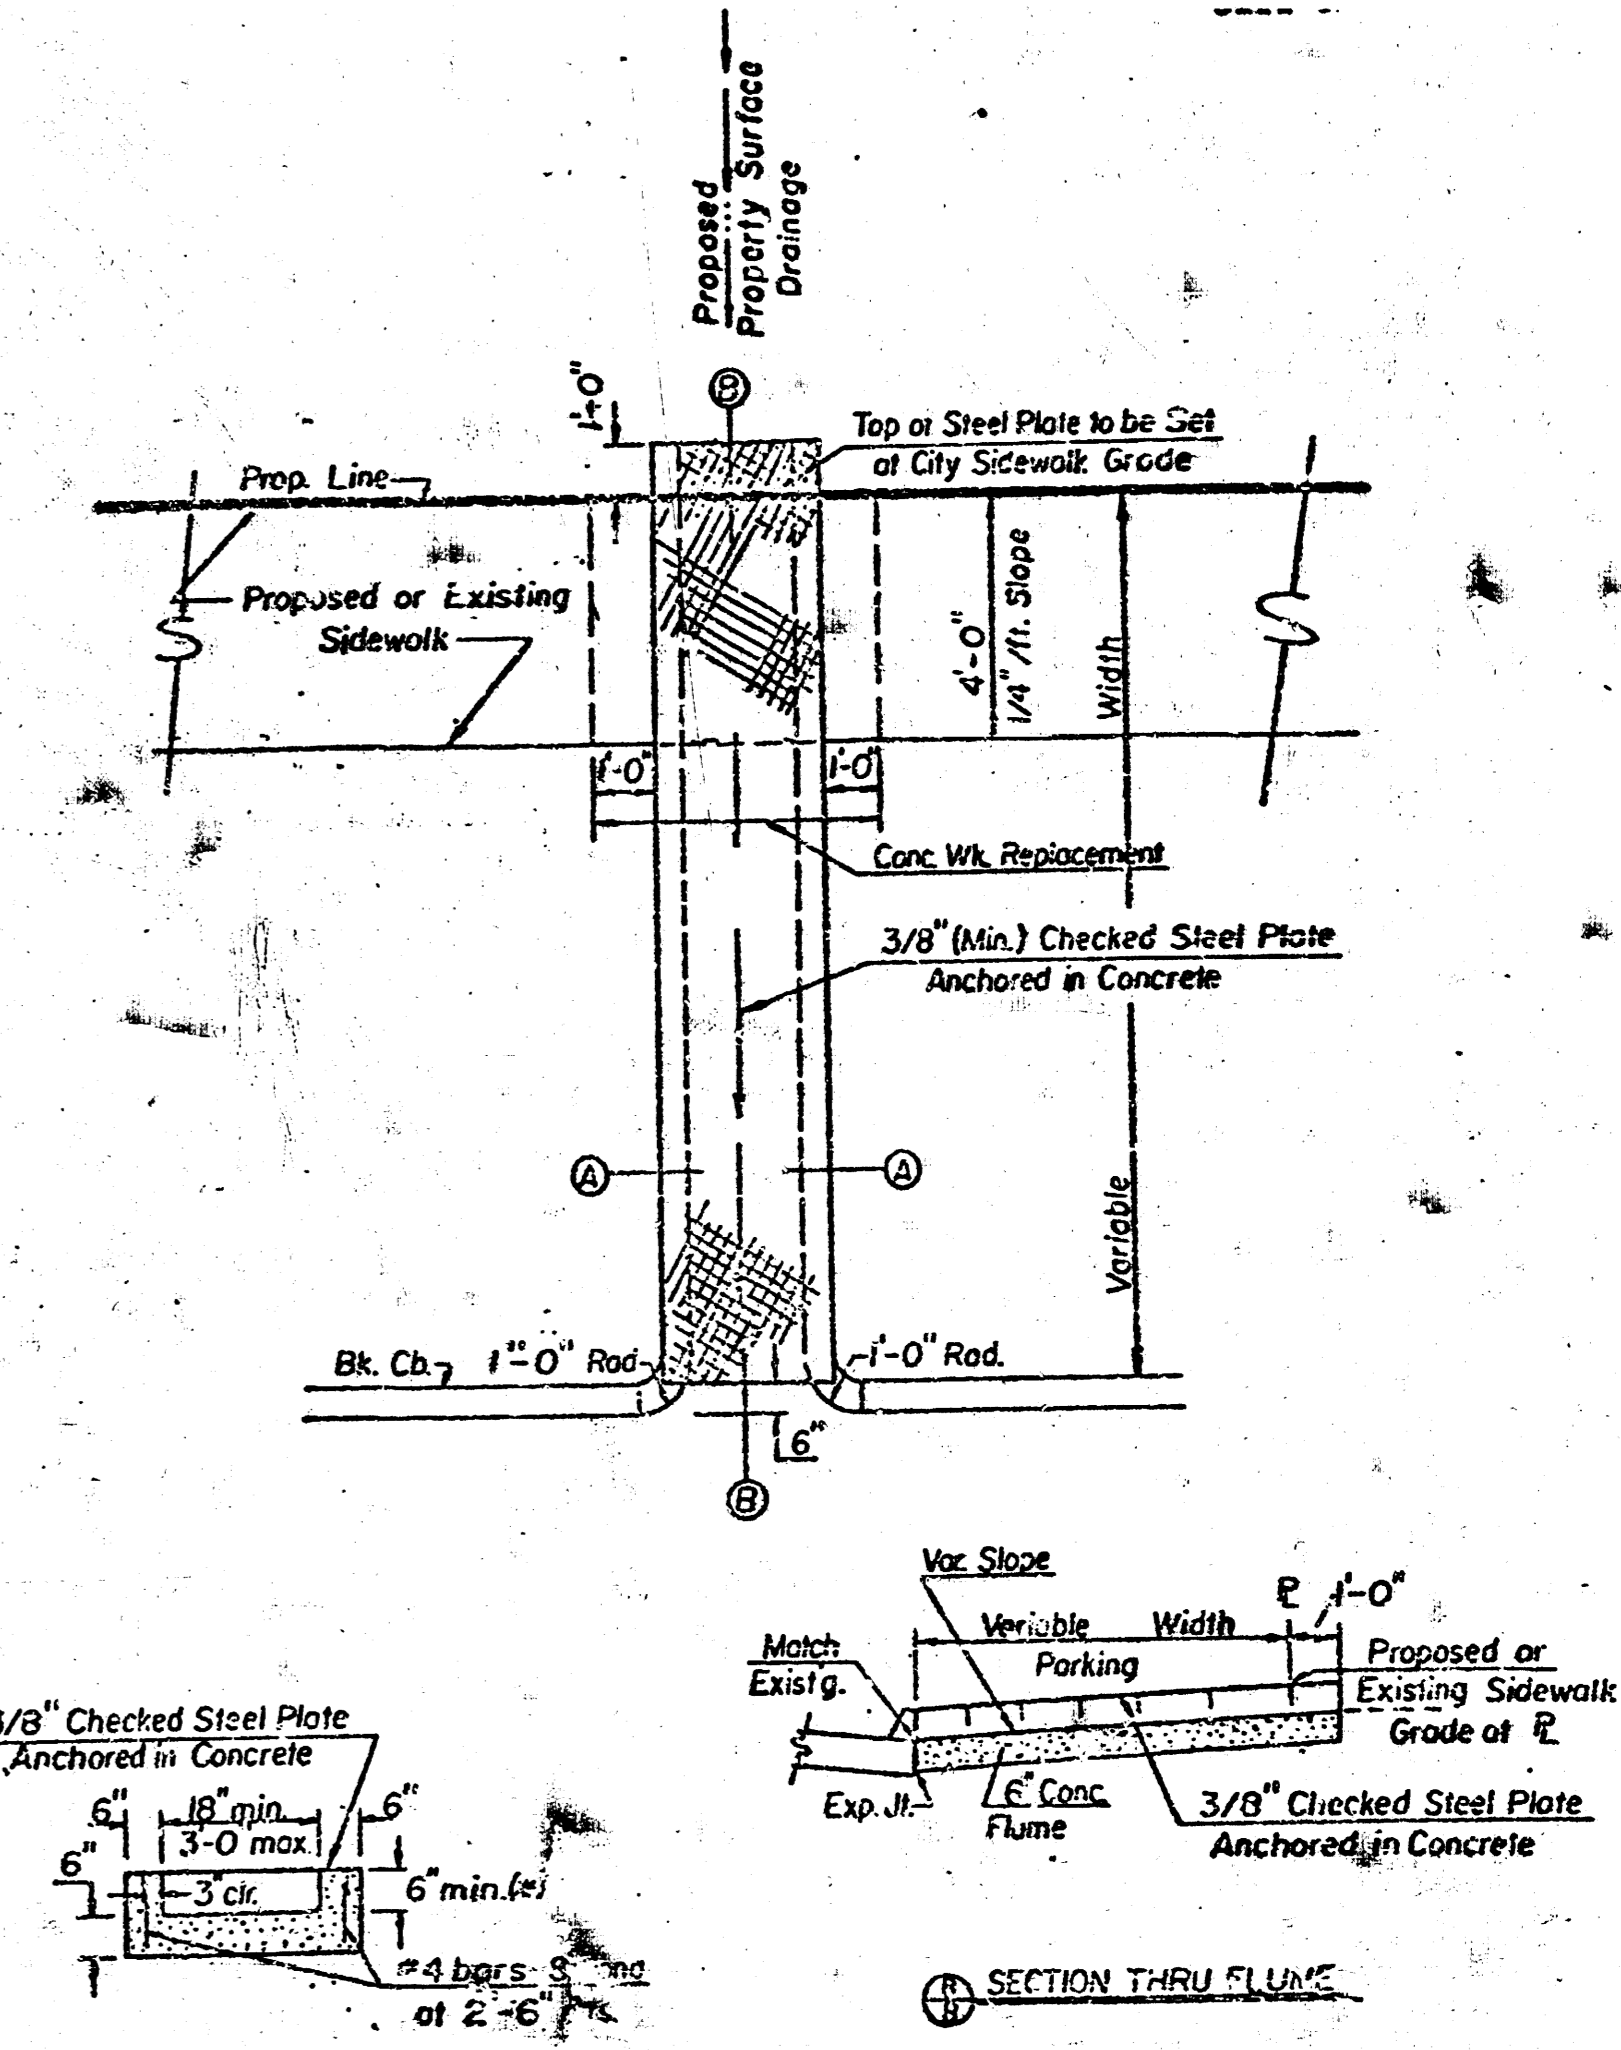 Proposed
Property Surface
Drainage
1'-0"
B
Top of Steel Plate to be Set
at City Sidewalk Grade
Prop. Line
Proposed or Existing
Sidewalk
4'-0"
1/4"/ft. Slope
Width
1'-0"
1'-0"
Conc. Wk. Replacement
3/8" (Min.) Checked Steel Plate
Anchored in Concrete
A
A
Variable
Bk. Cb.
1'-0" Rad.
1'-0" Rad.
6"
B
Var. Slope
℄ 1'-0"
Variable Width
Parking
Match
Exist'g.
Proposed or
Existing Sidewalk
Grade at ℄
Exp. Jt.
6" Conc.
Flume
3/8" Checked Steel Plate
Anchored in Concrete
3/8" Checked Steel Plate
Anchored in Concrete
6"
18" min.
3-0 max.
6"
6"
3" clr.
6" min.
#4 bars
at 2'-6"
SECTION THRU FLUME